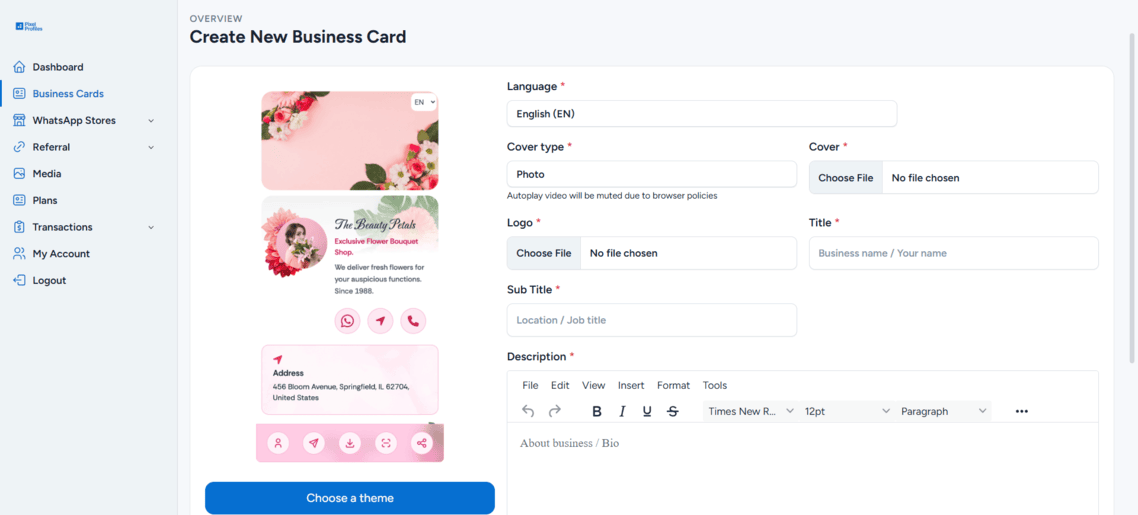 Pixel
Profiles
Dashboard
Business Cards
WhatsApp Stores
Referral
Media
Plans
Transactions
My Account
Logout
OVERVIEW
Create New Business Card
EN
The Beauty Petals
Exclusive Flower Bouquet
Shop.
We deliver fresh flowers for
your auspicious functions.
Since 1988.
Address
456 Bloom Avenue, Springfield, IL 62704,
United States
Choose a theme
Language *
English (EN)
Cover type *
Photo
Autoplay video will be muted due to browser policies
Cover *
Choose File No file chosen
Logo *
Choose File No file chosen
Title *
Business name / Your name
Sub Title *
Location / Job title
Description *
File Edit View Insert Format Tools
B I U S Times New R... 12pt Paragraph ...
About business / Bio